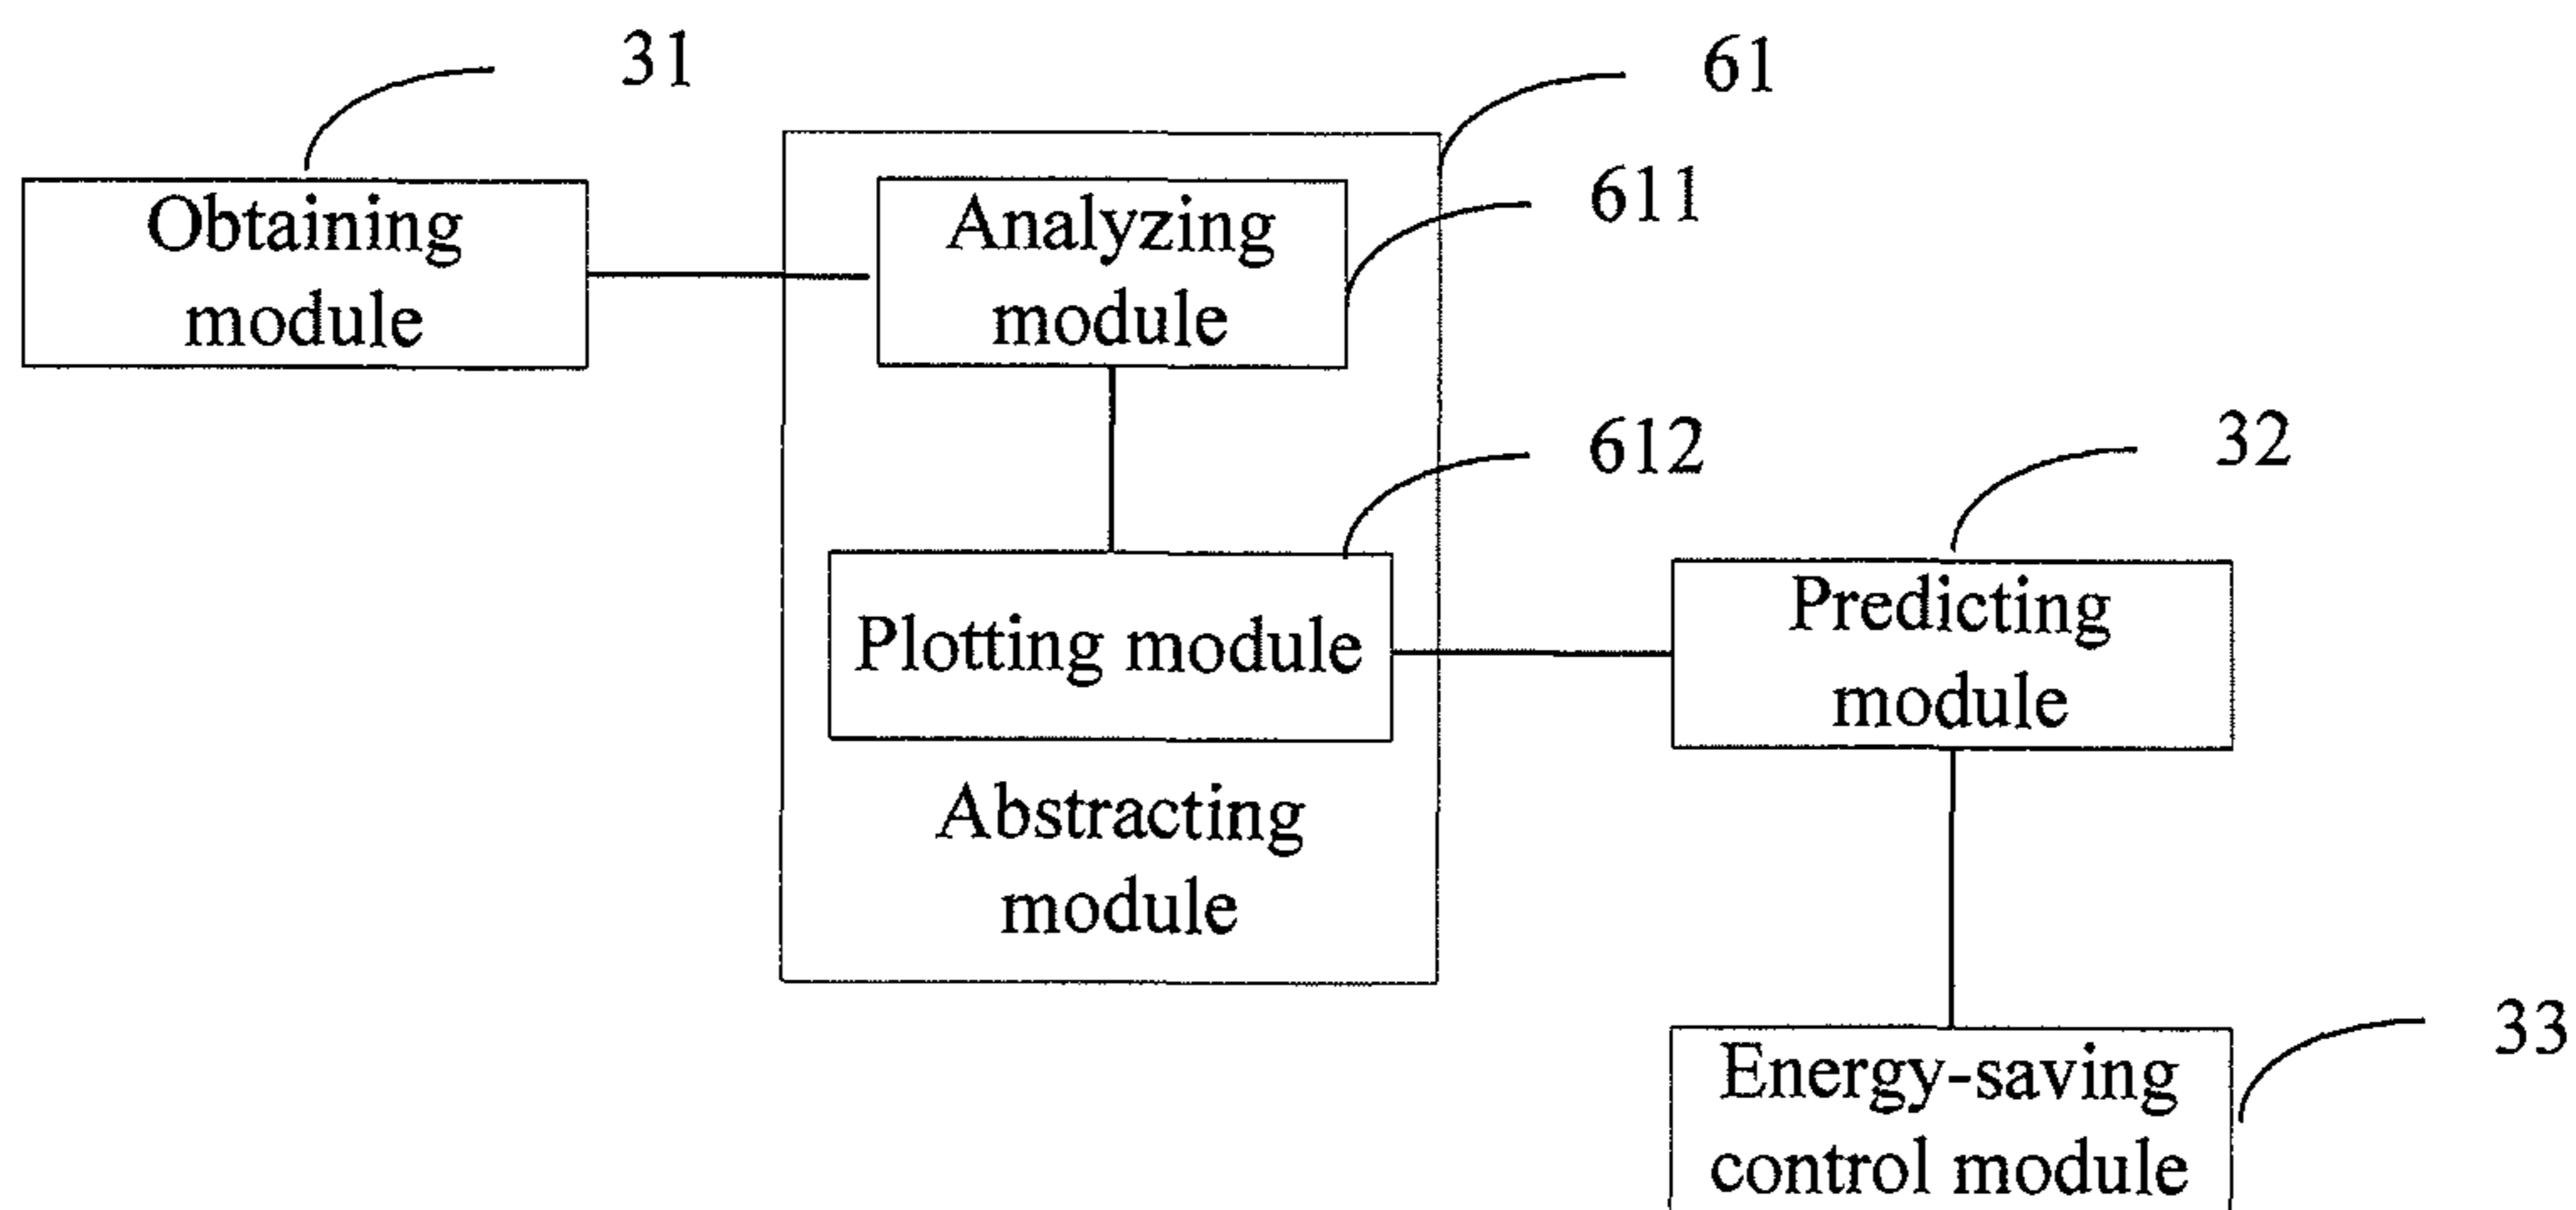 31
61
Obtaining
module
Analyzing
module
611
612
32
Plotting module
Predicting
module
Abstracting
module
33
Energy-saving
control module